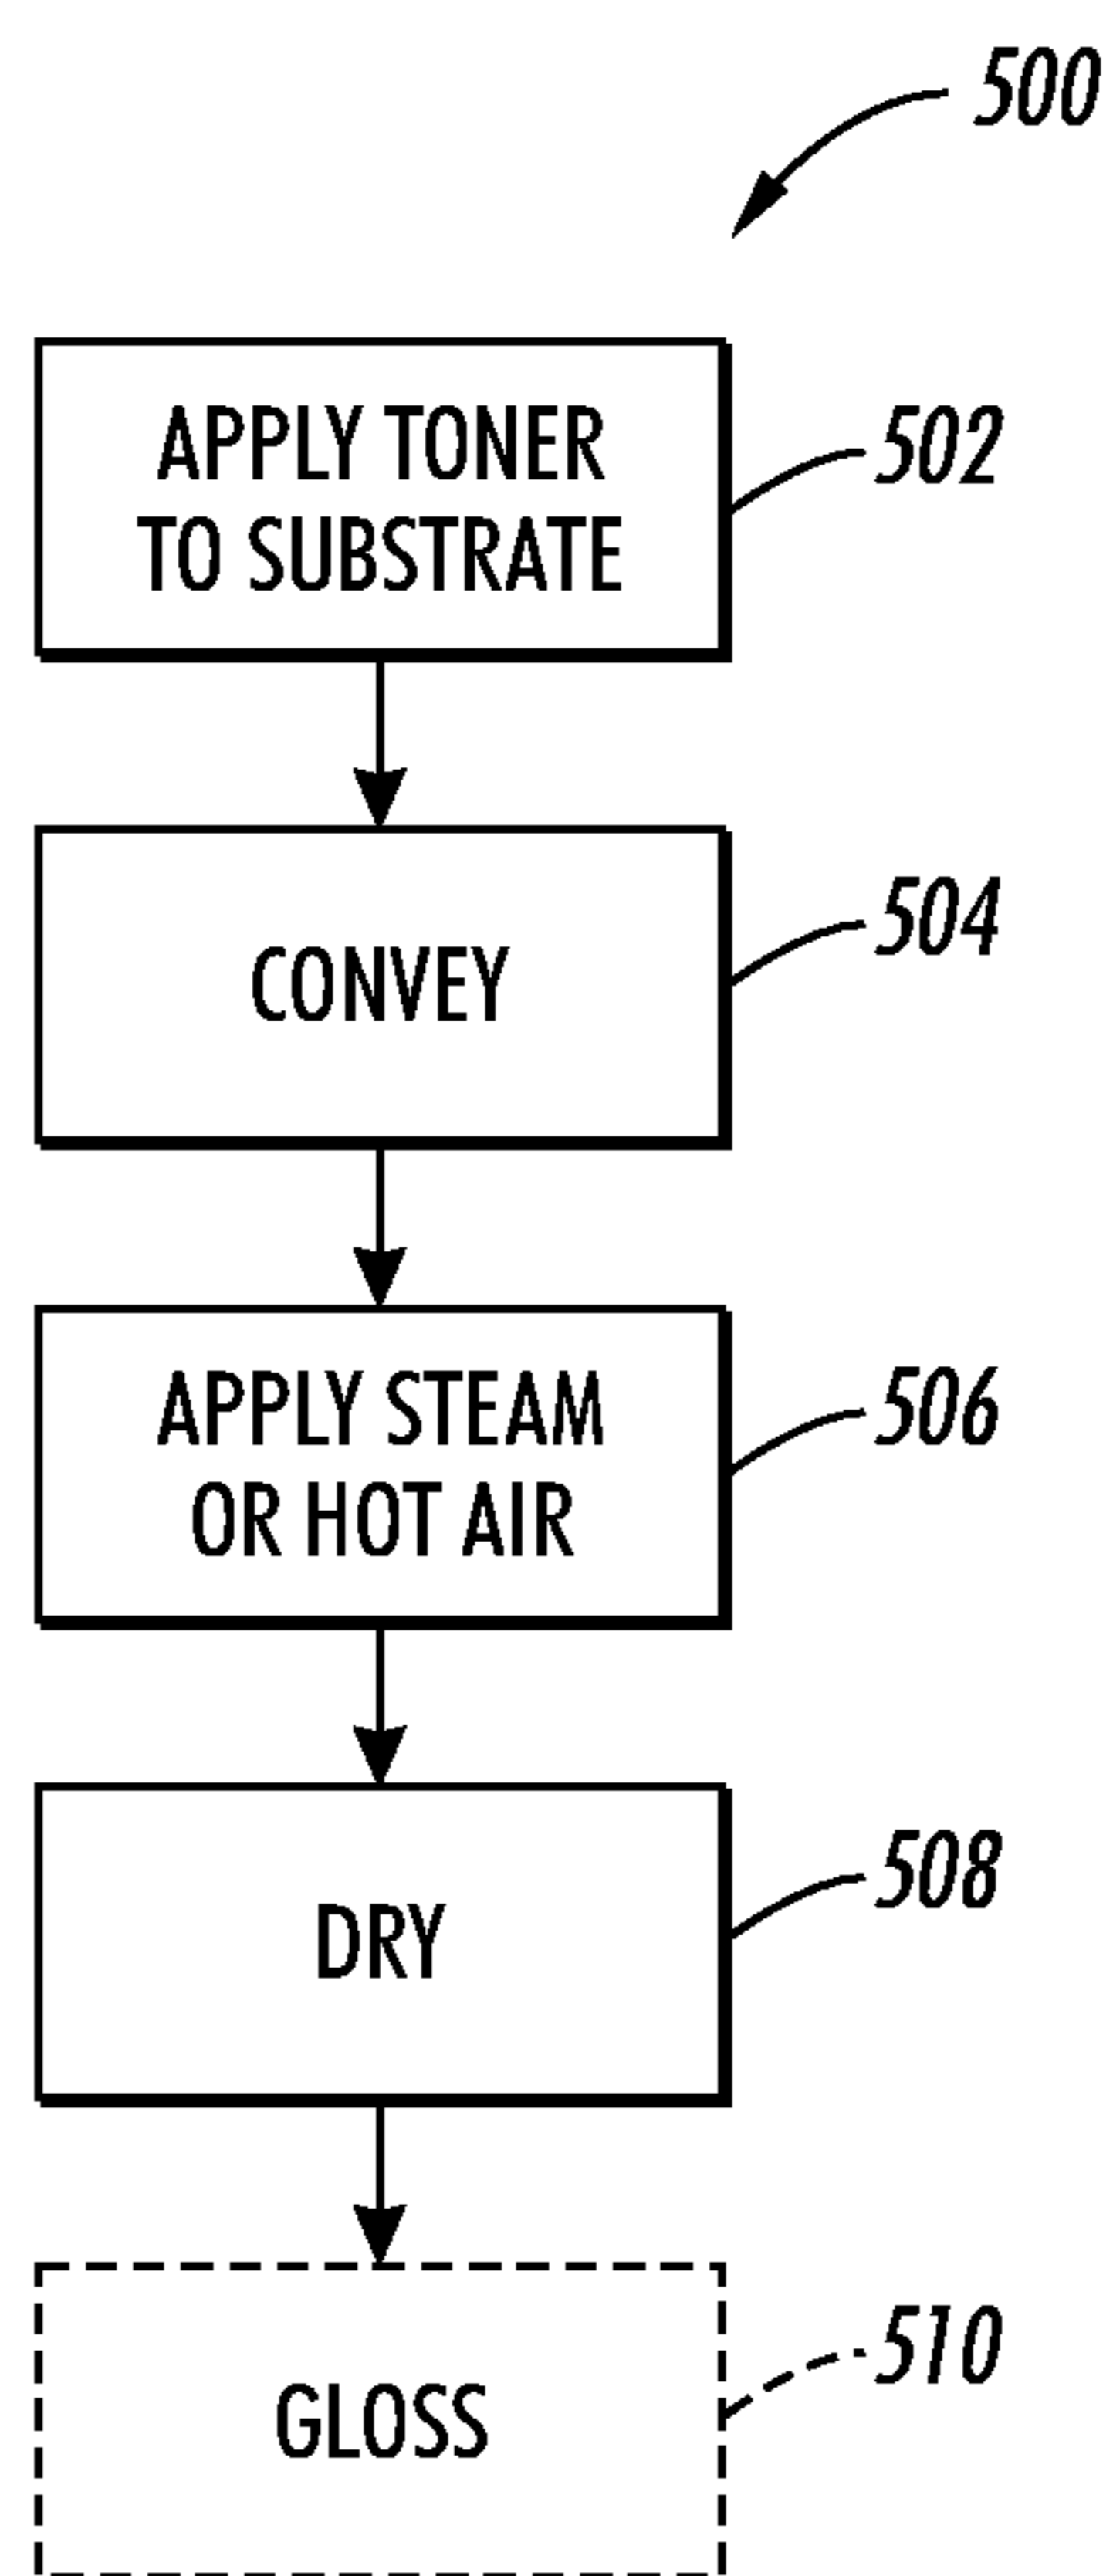 500
APPLY TONER
TO SUBSTRATE
502
CONVEY
504
APPLY STEAM
OR HOT AIR
506
DRY
508
GLOSS
510